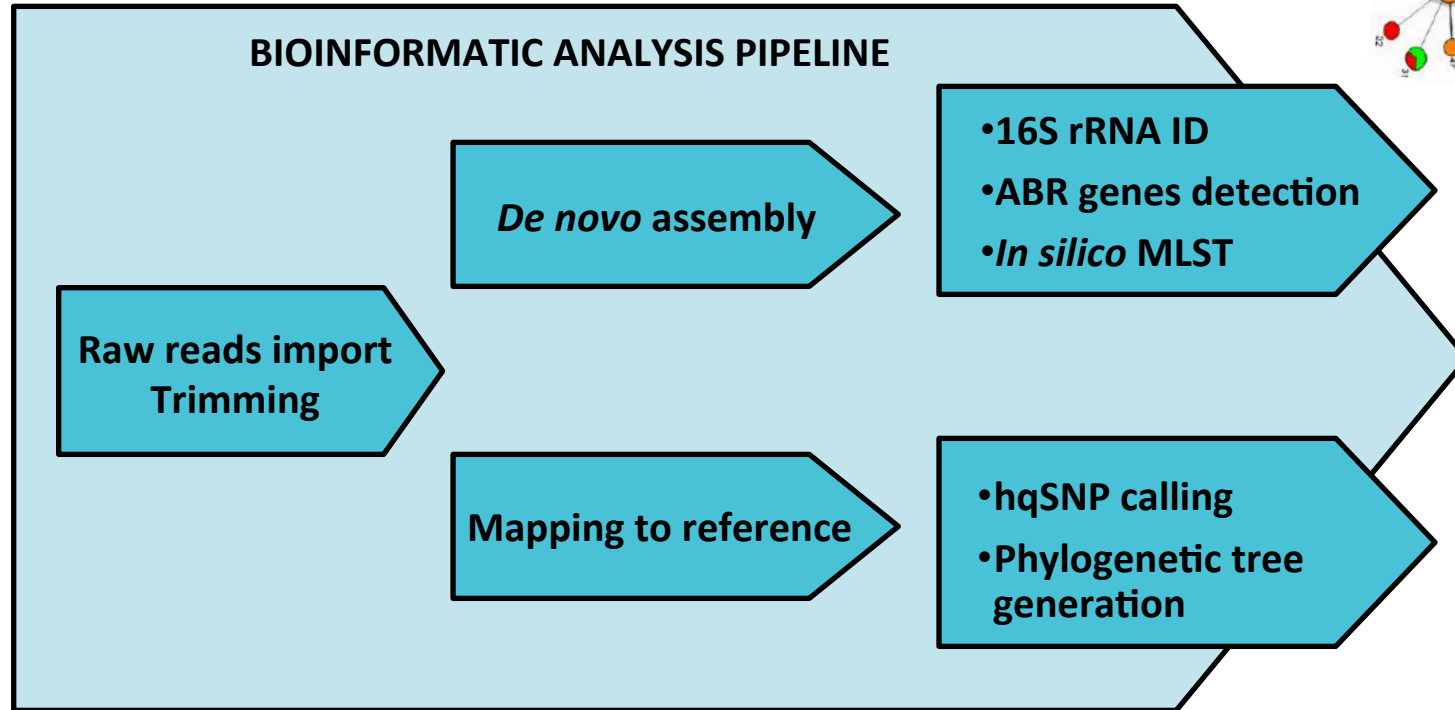 BIOINFORMATIC ANALYSIS PIPELINE
Raw reads import
Trimming
De novo assembly
•16S rRNA ID
•ABR genes detection
•In silico MLST
Mapping to reference
•hqSNP calling
•Phylogenetic tree
generation